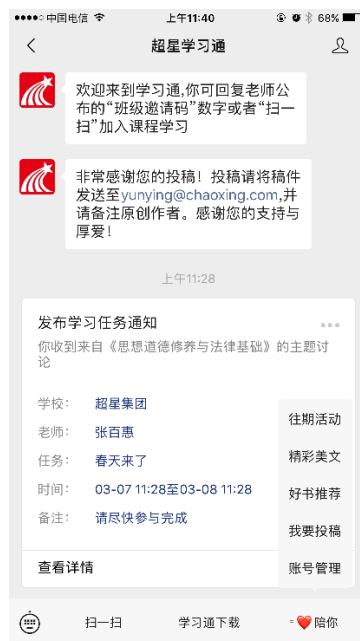 中国电信
上午11:40
68%
超星学习通
欢迎来到学习通,你可回复老师公
布的“班级邀请码”数字或者“扫一
扫”加入课程学习
非常感谢您的投稿！投稿请将稿件
发送至yunying@chaoxing.com,并
请备注原创作者。感谢您的支持与
厚爱！
上午11:28
发布学习任务通知
你收到来自《思想道德修养与法律基础》的主题讨
论
学校： 超星集团
老师： 张百惠
任务： 春天来了
时间： 03-07 11:28至03-08 11:28
备注： 请尽快参与完成
查看详情
往期活动
精彩美文
好书推荐
我要投稿
账号管理
扫一扫
学习通下载
❤️陪你